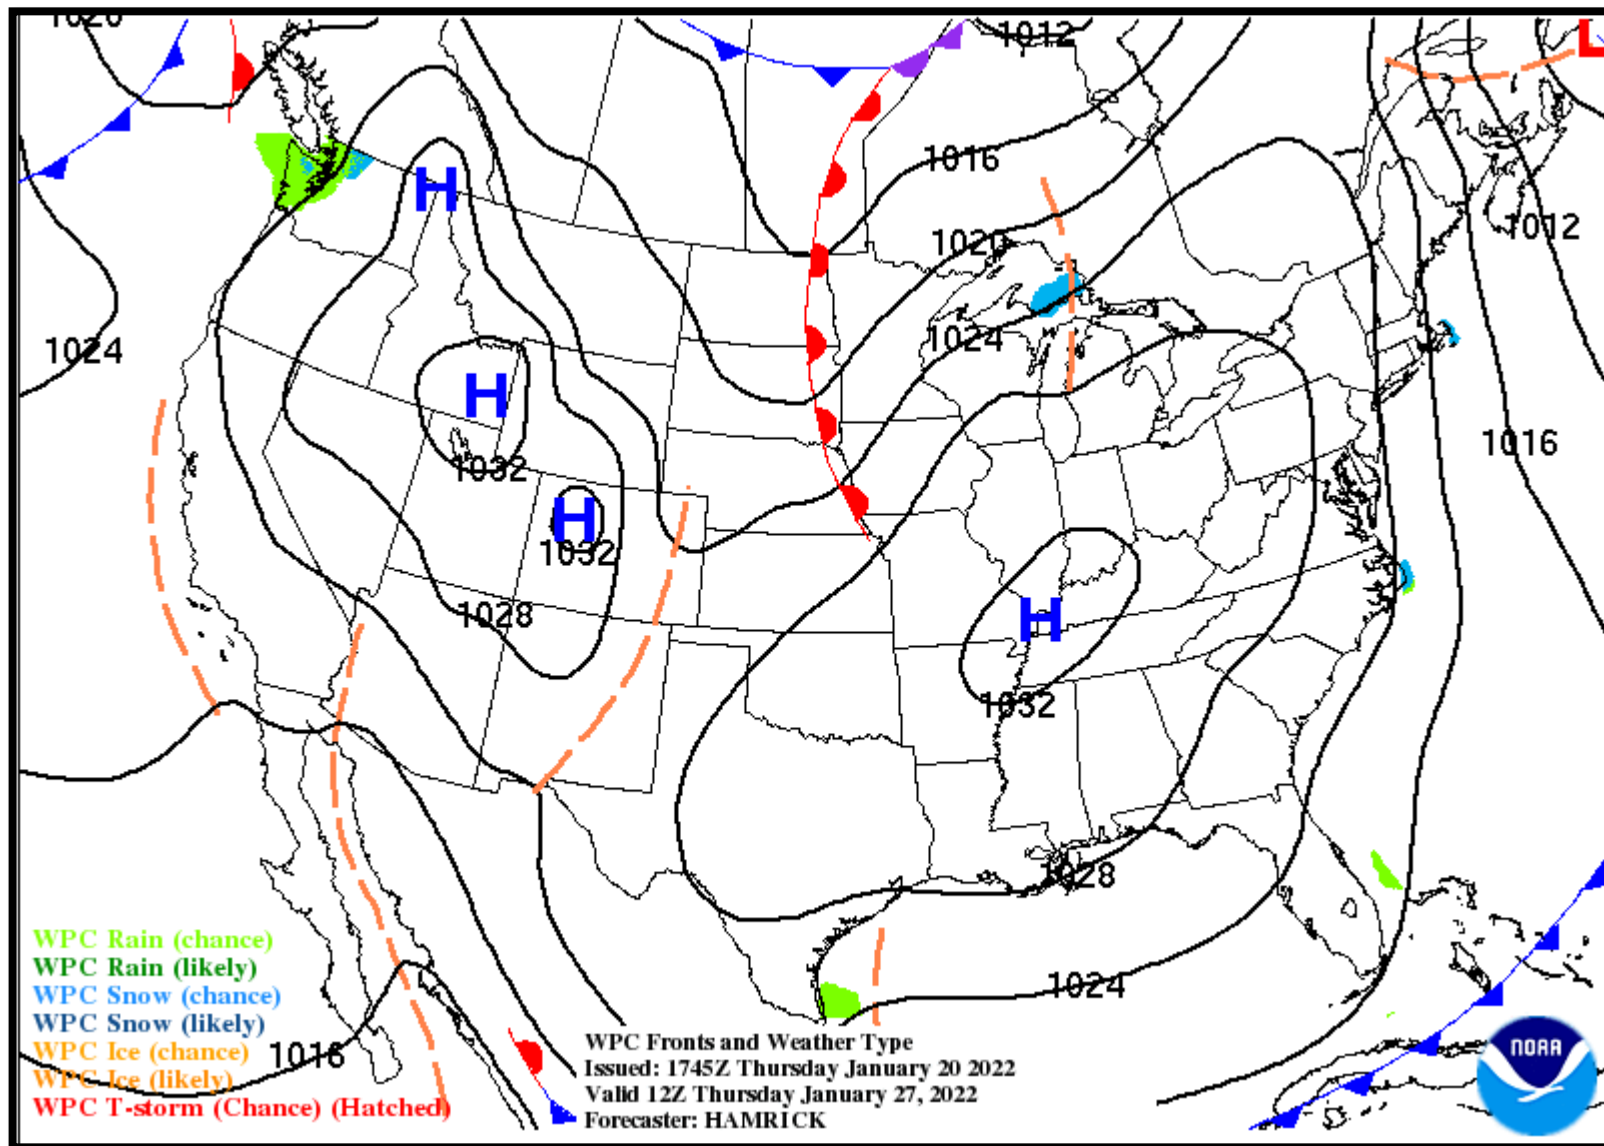 1020
1012
H
L
1016
1012
1020
1024
1024
H
1016
1032
H
1032
1028
H
1032
1028
1024
WPC Rain (chance)
WPC Rain (likely)
WPC Snow (chance)
WPC Snow (likely)
WPC Ice (chance)
WPC Ice (likely)
WPC T-storm (Chance) (Hatched)
1016
WPC Fronts and Weather Type
Issued: 1745Z Thursday January 20 2022
Valid 12Z Thursday January 27, 2022
Forecaster: HAMRICK
NOAA